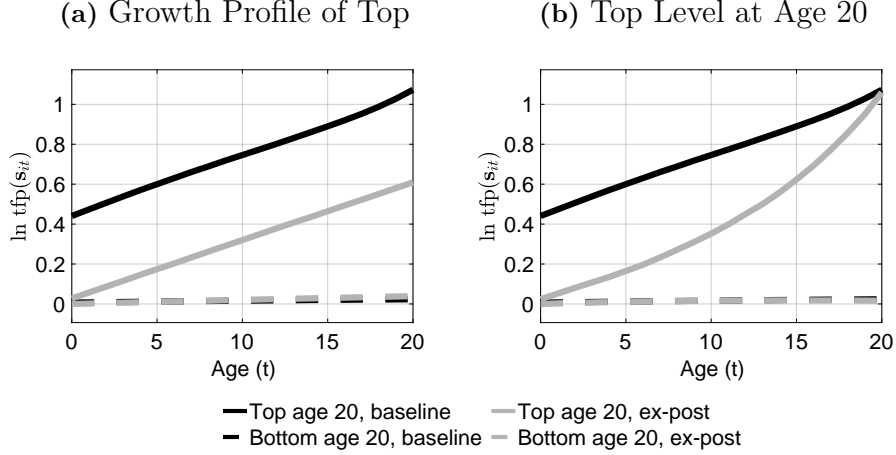 (a) Growth Profile of Top
(b) Top Level at Age 20
ln tfp(s_it)
1
0.8
0.6
0.4
0.2
0
0 5 10 15 20
Age (t)
ln tfp(s_it)
1
0.8
0.6
0.4
0.2
0
0 5 10 15 20
Age (t)
Top age 20, baseline
Top age 20, ex-post
Bottom age 20, baseline
Bottom age 20, ex-post